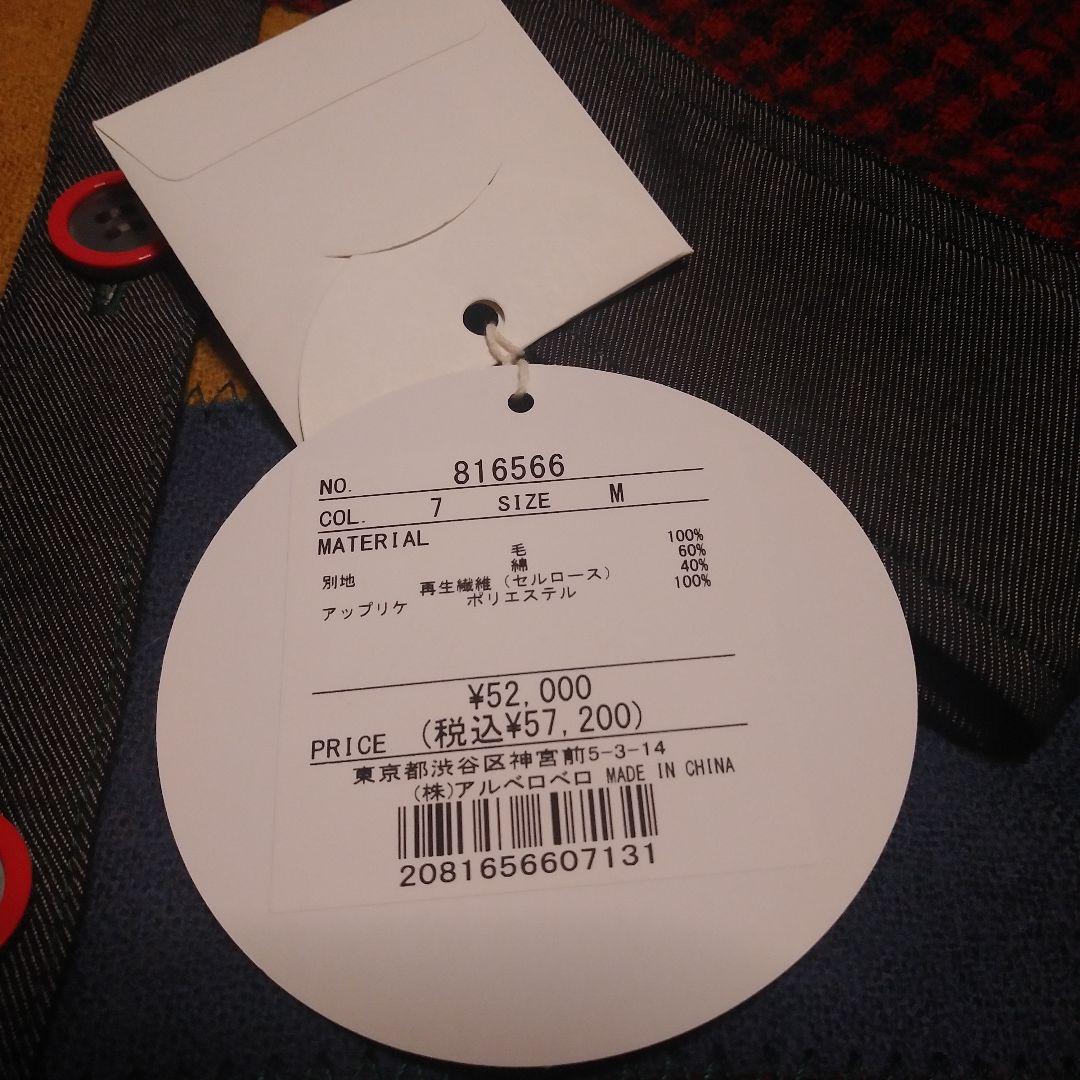 NO. 816566
COL. 7 SIZE M
MATERIAL
毛 100%
別地 綿 60%
再生繊維（セルロース） 40%
アップリケ ポリエステル 100%
¥52,000
PRICE (税込¥57,200)
東京都渋谷区神宮前5-3-14
(株)アルベロベロ MADE IN CHINA
2081656607131